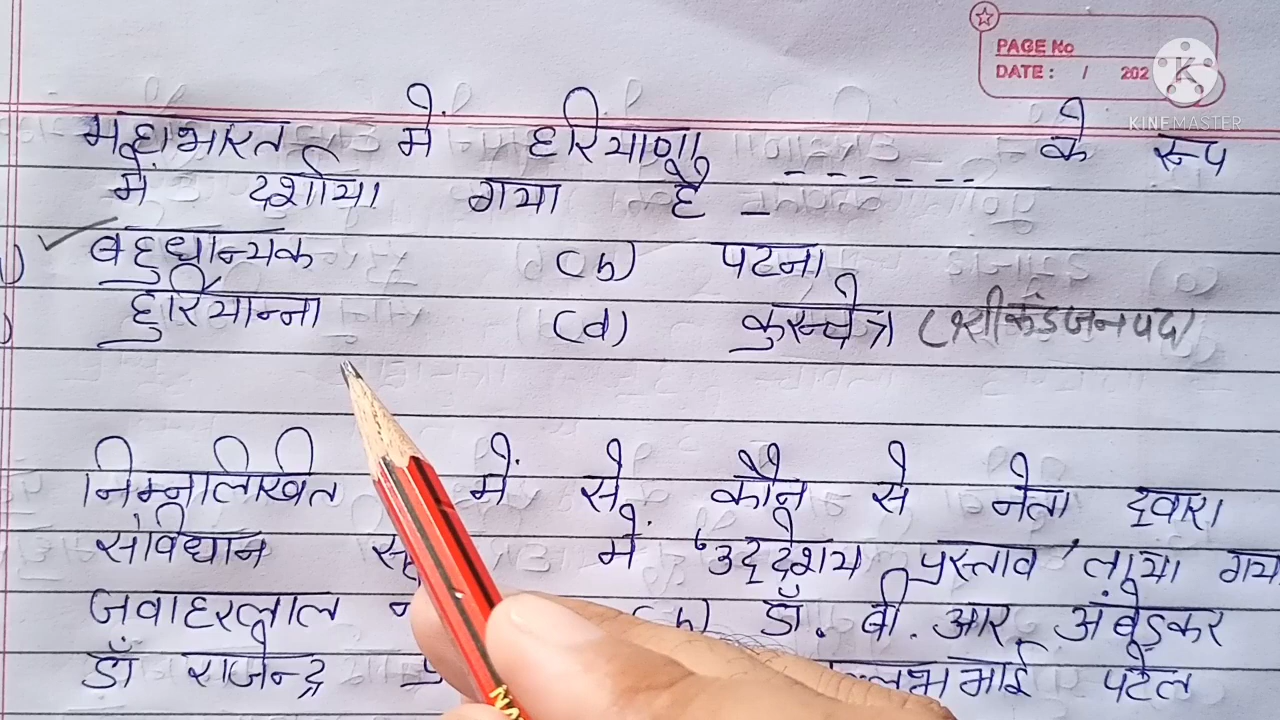 PAGE No
DATE: / 202
KINEMASTER
महाभारत में हरियाणा ------ के रूप
में दर्शाया गया है -
बहुधान्यक (b) पटना
हरियान्ना (d) कुरुक्षेत्र (श्रीकंठ जनपद)
निम्नलिखित में से कौन से नेता द्वारा
संविधान में 'उद्देश्य प्रस्ताव' लाया गय
जवाहरलाल b) डॉ. बी. आर अंबेडकर
डॉ राजेन्द्र पटेल